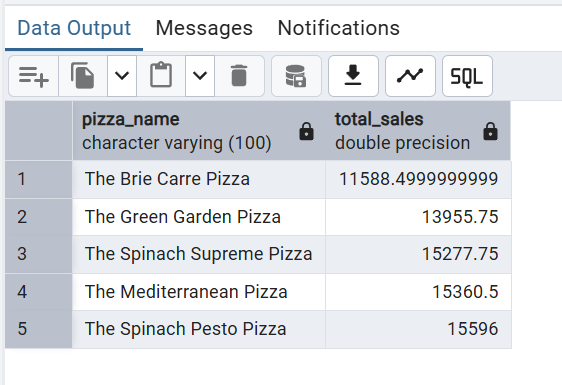 Data Output Messages Notifications
SQL
pizza_name total_sales
character varying (100) double precision
1 The Brie Carre Pizza 11588.4999999999
2 The Green Garden Pizza 13955.75
3 The Spinach Supreme Pizza 15277.75
4 The Mediterranean Pizza 15360.5
5 The Spinach Pesto Pizza 15596